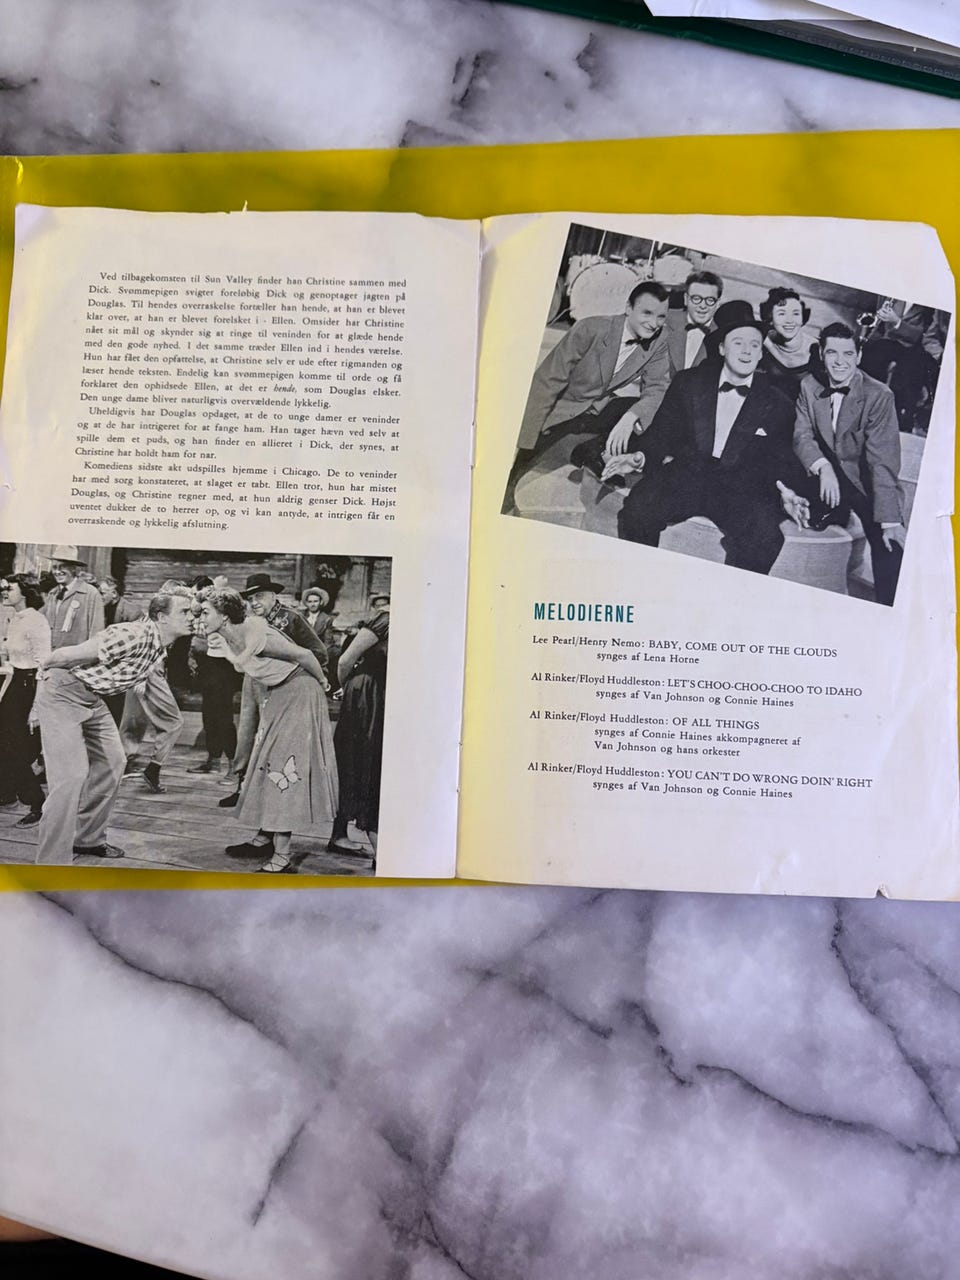 Ved tilbagekomsten til Sun Valley finder han Christine sammen med
Dick. Svømmepigen svigter foreløbig Dick og genoptager jagten på
Douglas. Til hendes overraskelse fortæller han hende, at han er blevet
klar over, at han er blevet forelsket i - Ellen. Omsider har Christine
nået sit mål og skynder sig at ringe til veninden for at glæde hende
med den gode nyhed. I det samme træder Ellen ind i hendes værelse.
Hun har fået den opfattelse, at Christine selv er ude efter rigmanden og
læser hende teksten. Endelig kan svømmepigen komme til orde og få
forklaret den ophidsede Ellen, at det er hende, som Douglas elsker.
Den unge dame bliver naturligvis overvældende lykkelig.
Uheldigvis har Douglas opdaget, at de to unge damer er veninder
og at de har intrigeret for at fange ham. Han tager hævn ved selv at
spille dem et puds, og han finder en allieret i Dick, der synes, at
Christine har holdt ham for nar.
Komediens sidste akt udspilles hjemme i Chicago. De to veninder
har med sorg konstateret, at slaget er tabt. Ellen tror, hun har mistet
Douglas, og Christine regner med, at hun aldrig genser Dick. Højst
uventet dukker de to herrer op, og vi kan antyde, at intrigen får en
overraskende og lykkelig afslutning.
MELODIERNE
Lee Pearl/Henty Nemo: BABY, COME OUT OF THE CLOUDS
synges af Lena Horne
Al Rinker/Floyd Huddleston: LET'S CHOO-CHOO-CHOO TO IDAHO
synges af Van Johnson og Connie Haines
Al Rinker/Floyd Huddleston: OF ALL THINGS
synges af Connie Haines akkompagneret af
Van Johnson og hans orkester
Al Rinker/Floyd Huddleston: YOU CAN'T DO WRONG DOIN' RIGHT
synges af Van Johnson og Connie Haines